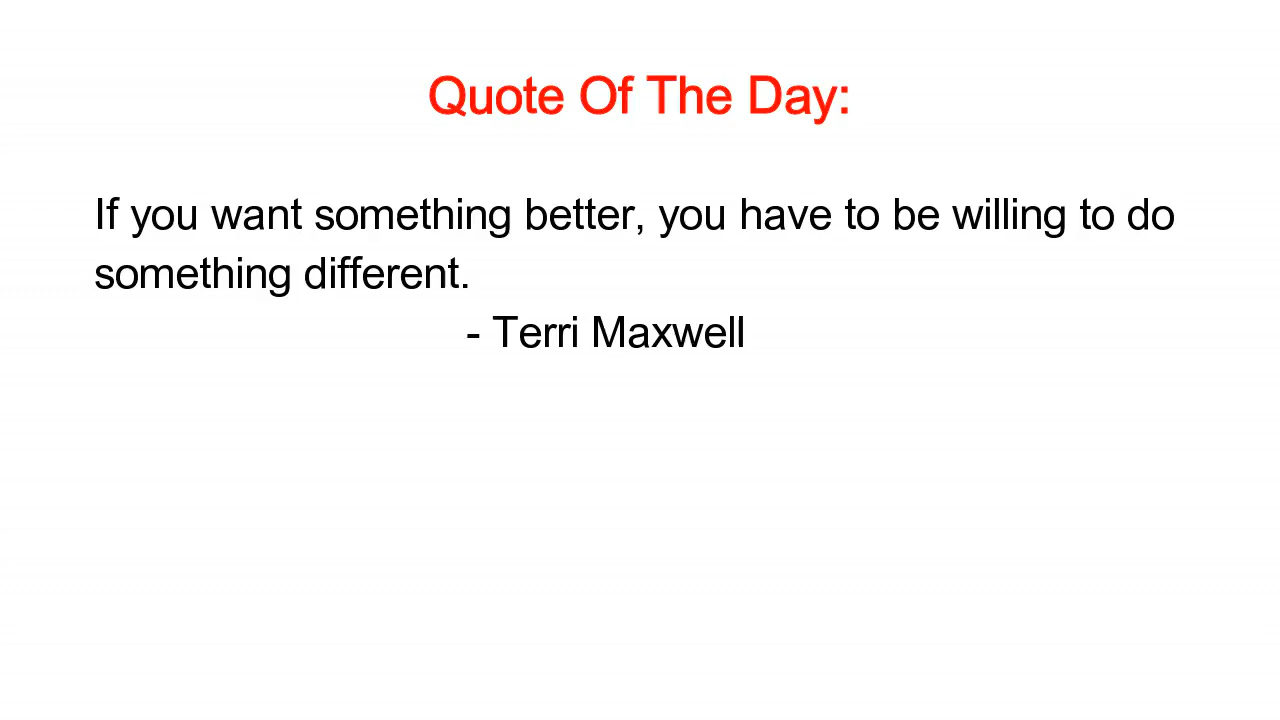 Quote Of The Day:
If you want something better, you have to be willing to do
something different.
- Terri Maxwell